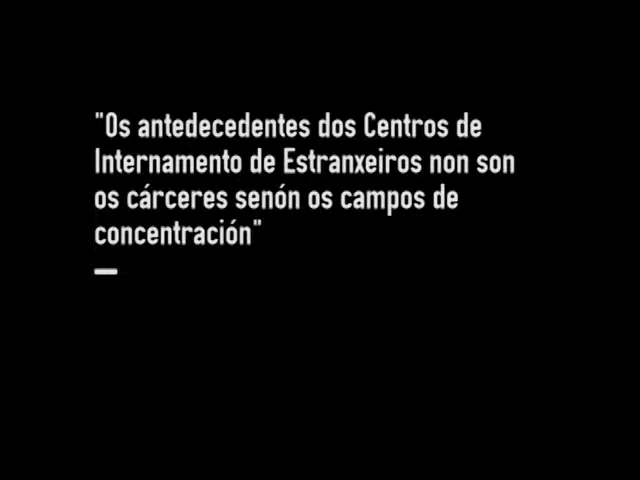 "Os antedecedentes dos Centros de
Internamento de Estranxeiros non son
os cárceres senón os campos de
concentración"